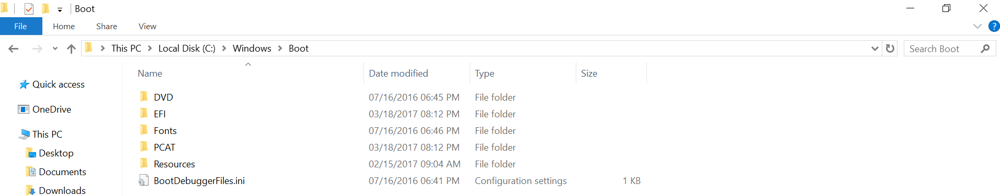 Boot
File Home Share View ?
This PC Local Disk (C:) Windows Boot Search Boot
Name Date modified Type Size
Quick access
OneDrive
This PC
Desktop
Documents
Downloads
DVD 07/16/2016 06:45 PM File folder
EFI 03/18/2017 08:12 PM File folder
Fonts 07/16/2016 06:46 PM File folder
PCAT 03/18/2017 08:12 PM File folder
Resources 02/15/2017 09:04 AM File folder
BootDebuggerFiles.ini 07/16/2016 06:41 PM Configuration settings 1 KB